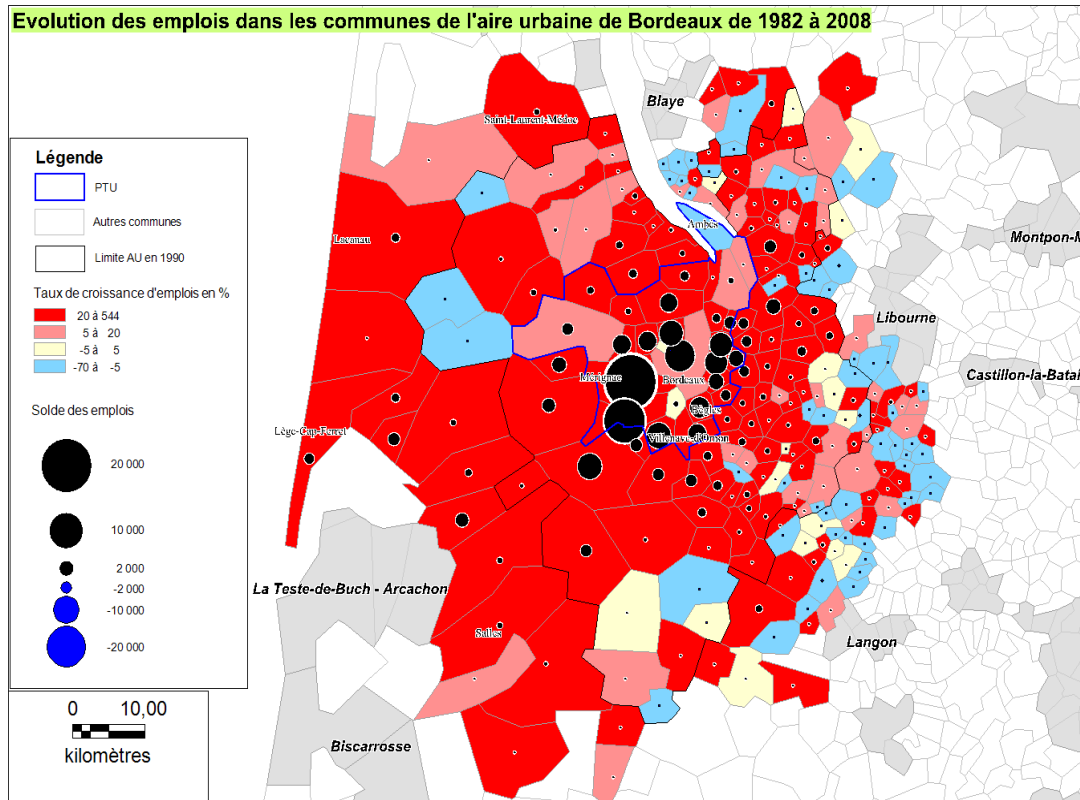 Evolution des emplois dans les communes de l'aire urbaine de Bordeaux de 1982 à 2008
Légende
PTU
Autres communes
Limite AU en 1990
Taux de croissance d'emplois en %
20 à 544
5 à 20
-5 à 5
-70 à -5
Solde des emplois
20 000
10 000
2 000
-2 000
-10 000
-20 000
0 10,00
kilomètres
Blaye
Saint-Laurent-Médoc
Ambès
Lacanau
Montpon-M
Libourne
Castillon-la-Batai
Mérignac
Bordeaux
Bègles
Lège-Cap-Ferret
Villenave-d'Ornon
La Teste-de-Buch - Arcachon
Salles
Langon
Biscarrosse